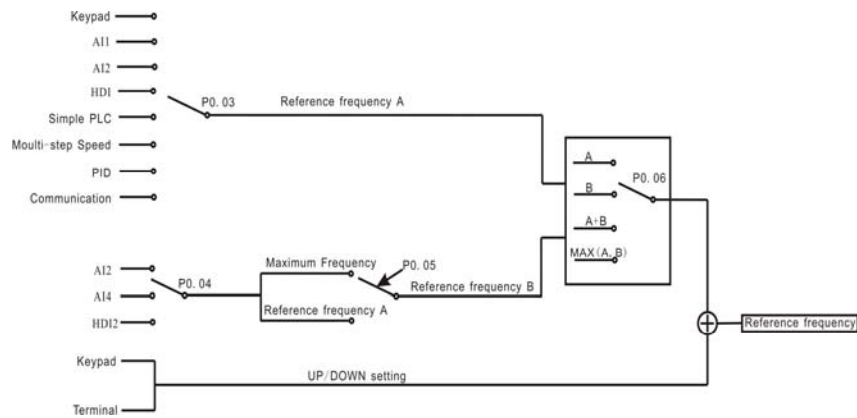 Keypad
AI1
AI2
HDI
Simple PLC
Moulti-step Speed
PID
Communication
P0.03
Reference frequency A
A
B
A+B
MAX(A, B)
P0.06
AI2
AI4
HDI2
P0.04
Maximum Frequency
Reference frequency A
P0.05
Reference frequency B
Reference frequency
Keypad
Terminal
UP/DOWN setting